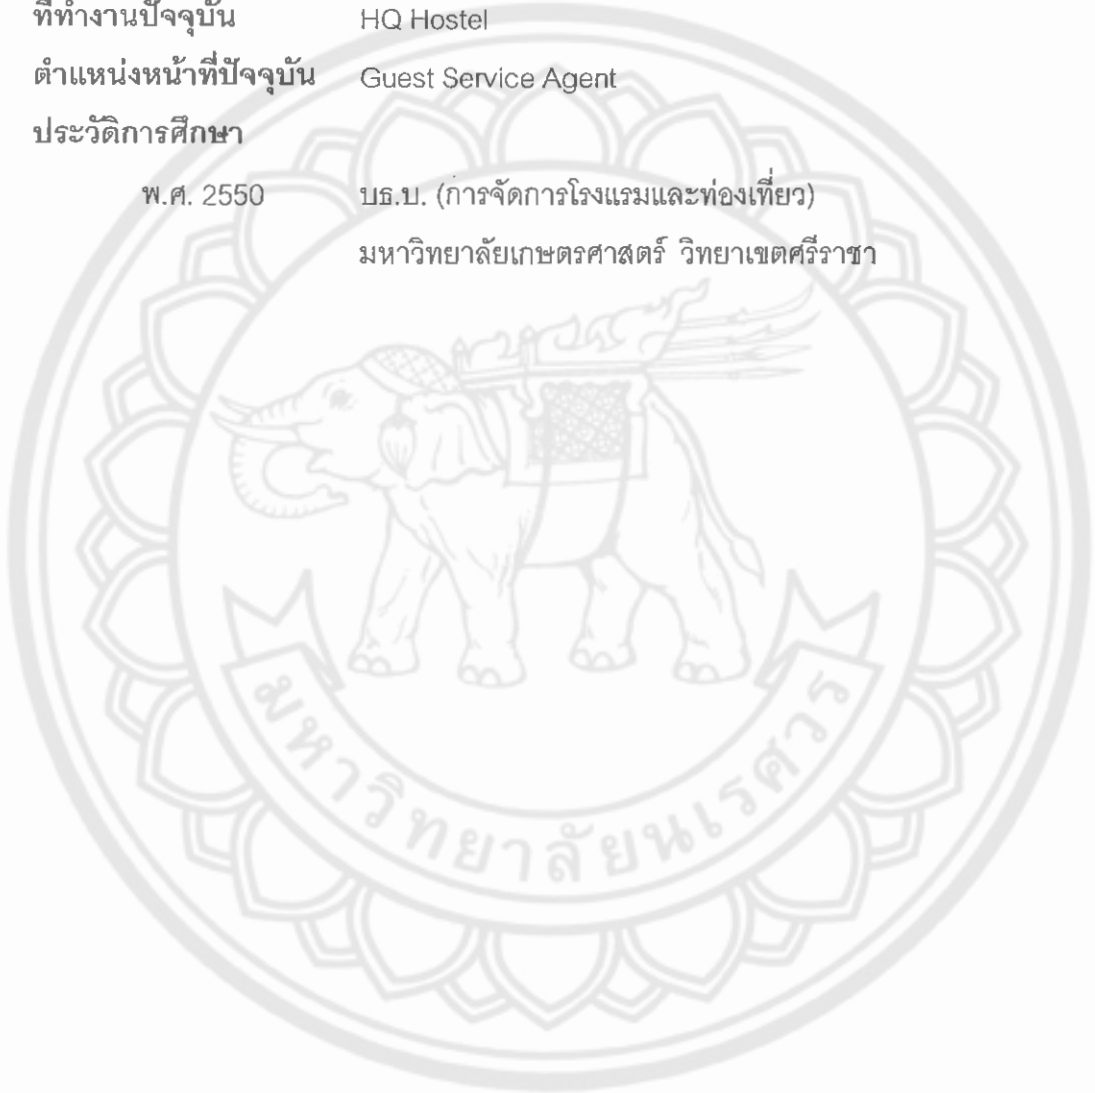 ที่ทำงานปัจจุบัน HQ Hostel
ตำแหน่งหน้าที่ปัจจุบัน Guest Service Agent
ประวัติการศึกษา
พ.ศ. 2550 บธ.บ. (การจัดการโรงแรมและท่องเที่ยว)
มหาวิทยาลัยเกษตรศาสตร์ วิทยาเขตศรีราชา
มหาวิทยาลัยนเรศวร